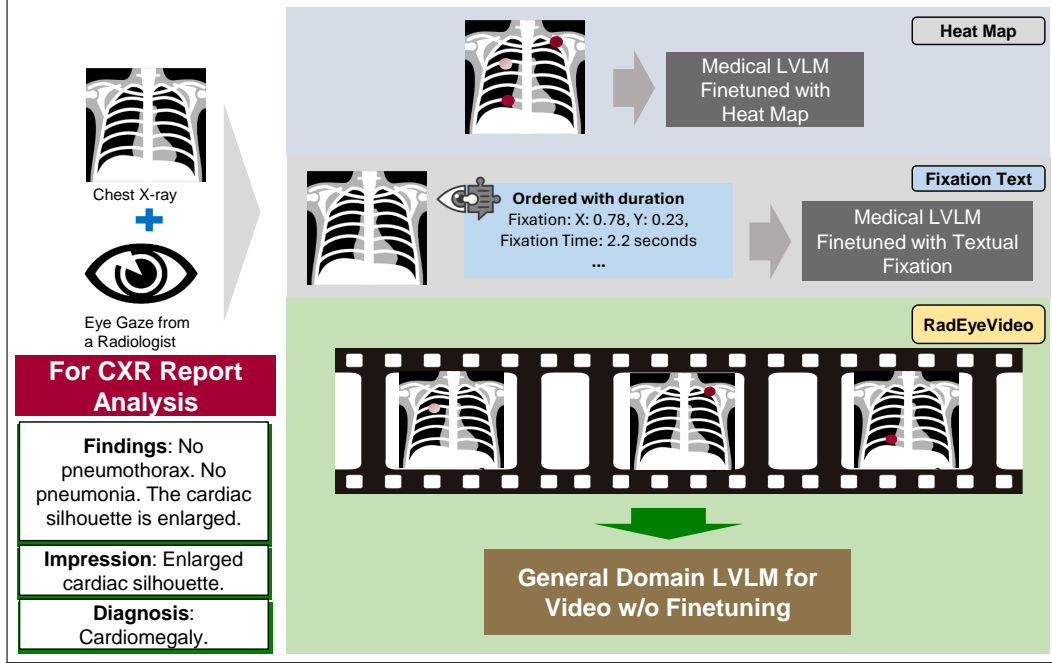 Chest X-ray
Eye Gaze from
a Radiologist
For CXR Report
Analysis
Findings: No
pneumothorax. No
pneumonia. The cardiac
silhouette is enlarged.
Impression: Enlarged
cardiac silhouette.
Diagnosis:
Cardiomegaly.
Heat Map
Medical LVLM
Finetuned with
Heat Map
Fixation Text
Ordered with duration
Fixation: X: 0.78, Y: 0.23,
Fixation Time: 2.2 seconds
...
Medical LVLM
Finetuned with Textual
Fixation
RadEyeVideo
General Domain LVLM for
Video w/o Finetuning